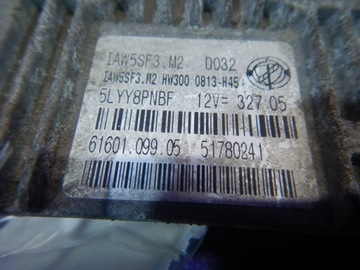 IAW5SF3.M2 D032
IAW5SF3.M2 HW300 0813-H45
5LYY8PNBF 12V= 327 05
61601.099.05 51780241